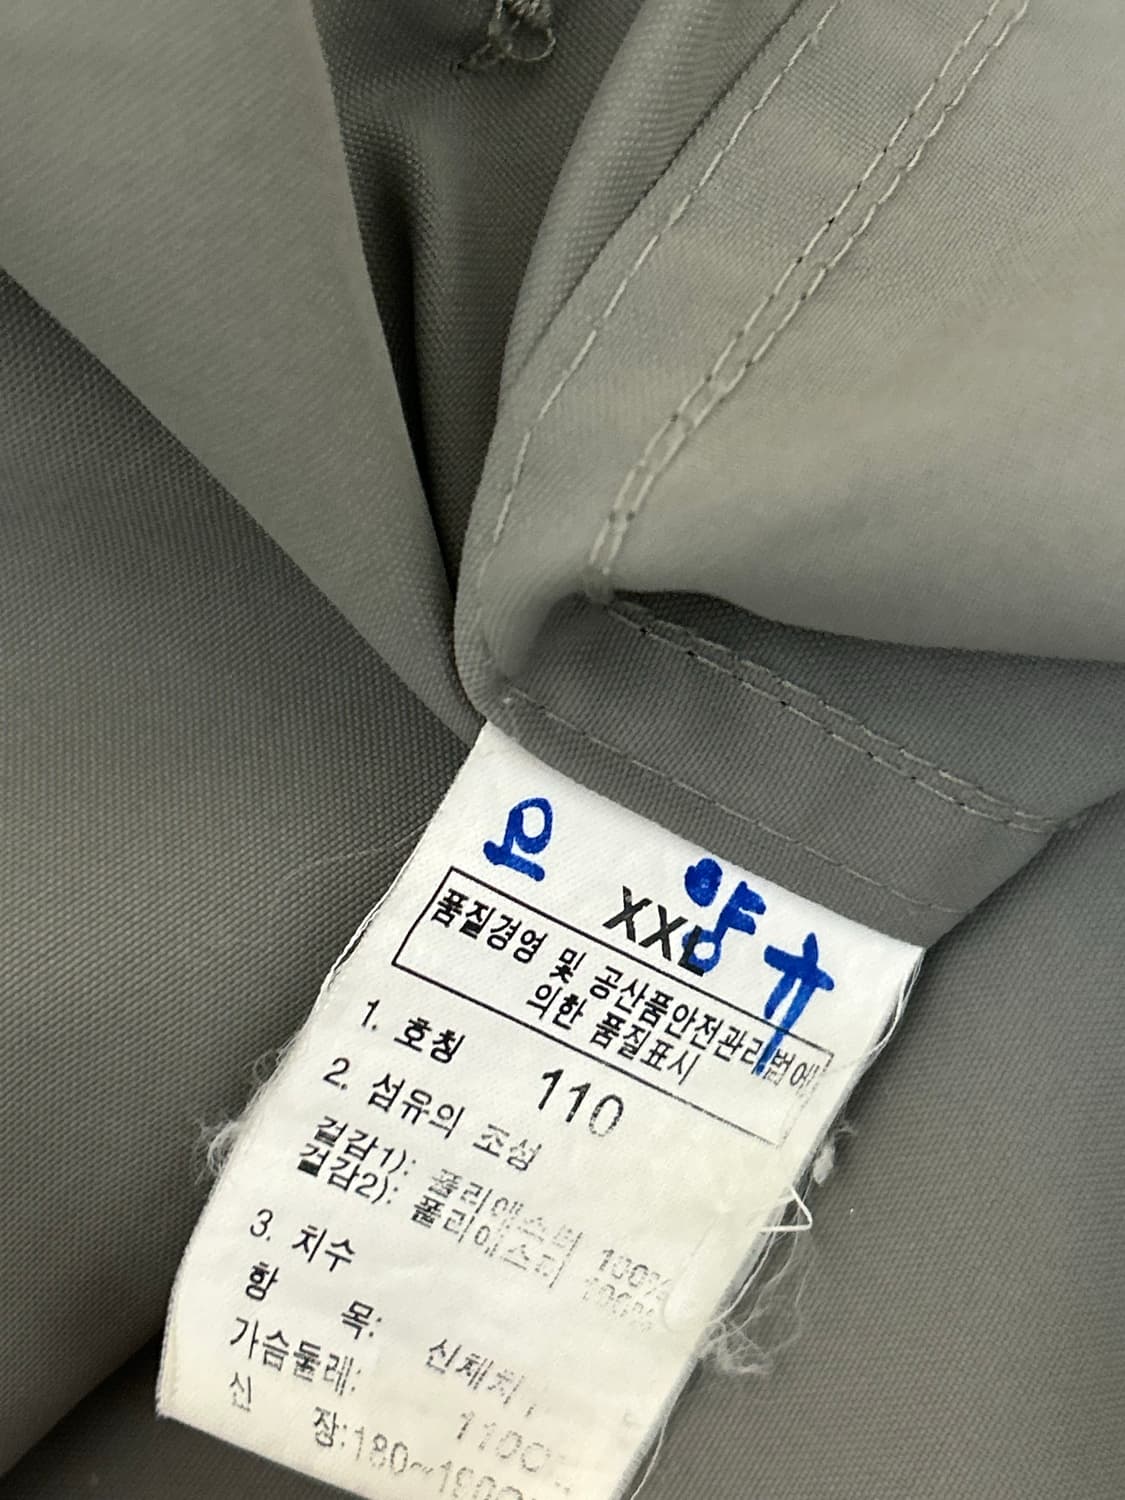 요양
XXL
품질경영 및 공산품안전관리법에
의한 품질표시
1. 호칭 110
2. 섬유의 조성
겉감1): 폴리에스터 100%
겉감2): 폴리에스터 100%
3. 치수
항 목: 신체치수
가슴둘레: 110
신 장:180~190